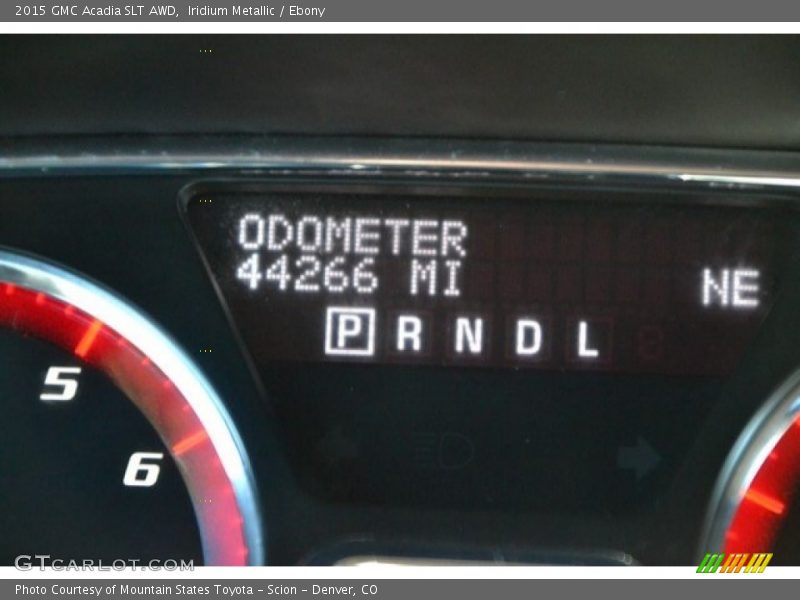 2015 GMC Acadia SLT AWD, Iridium Metallic / Ebony
ODOMETER
44266 MI
NE
P R N D L
5
6
GTCARLOT.COM
Photo Courtesy of Mountain States Toyota - Scion - Denver, CO